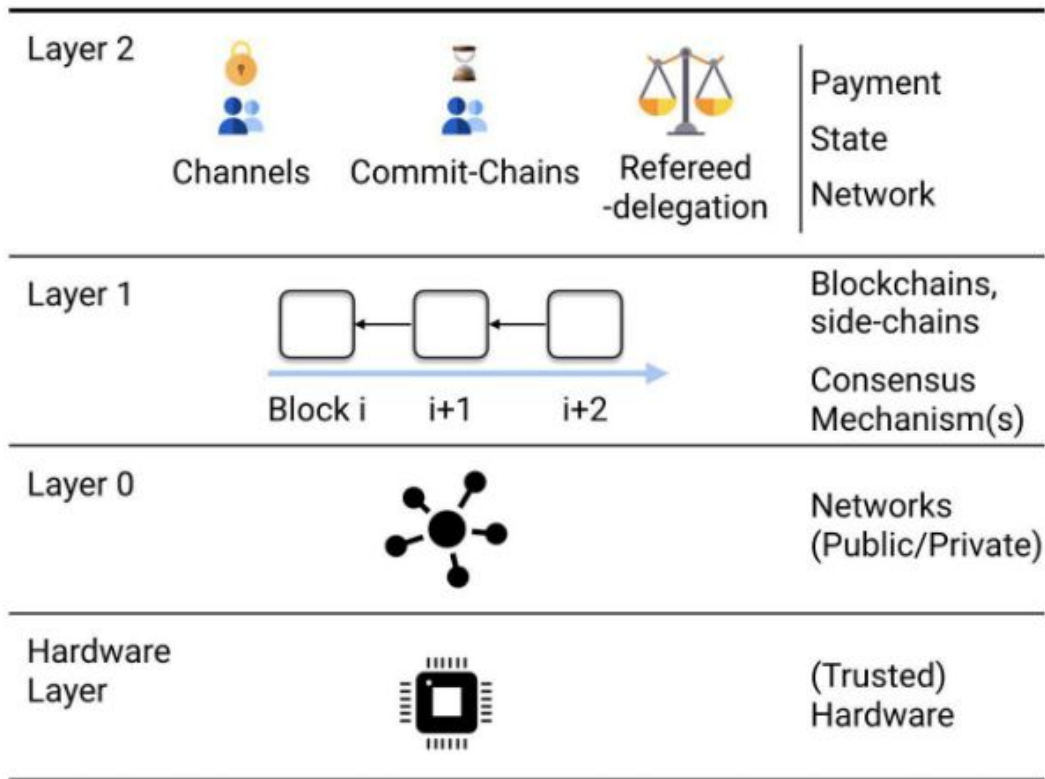 Layer 2
Channels
Commit-Chains
Refereed
-delegation
Payment
State
Network
Layer 1
Block i
i+1
i+2
Blockchains,
side-chains
Consensus
Mechanism(s)
Layer 0
Networks
(Public/Private)
Hardware
Layer
(Trusted)
Hardware